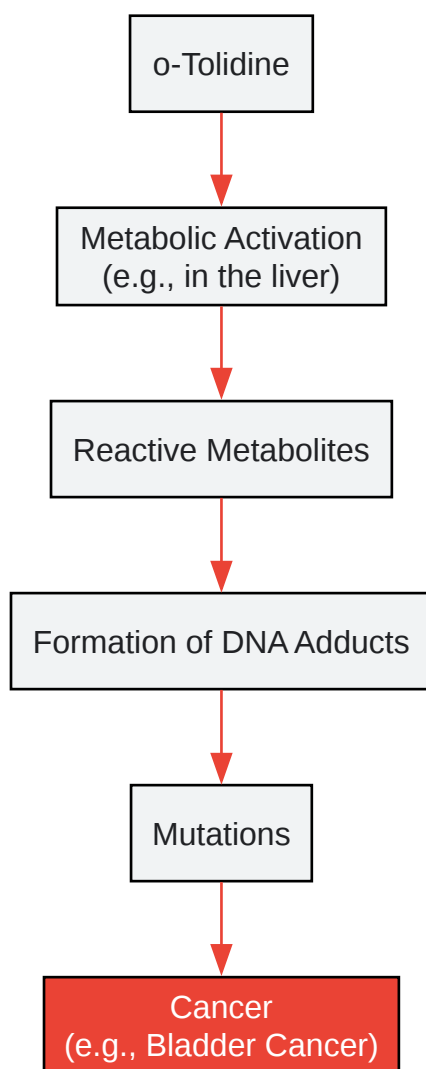 o-Tolidine
Metabolic Activation
(e.g., in the liver)
Reactive Metabolites
Formation of DNA Adducts
Mutations
Cancer
(e.g., Bladder Cancer)